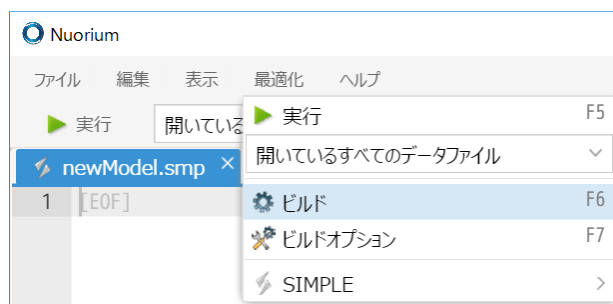 Nuorium
ファイル 編集 表示 最適化 ヘルプ
実行 開いている
実行 F5
開いているすべてのデータファイル
newModel.smp ×
1 [EOF]
ビルド F6
ビルドオプション F7
SIMPLE